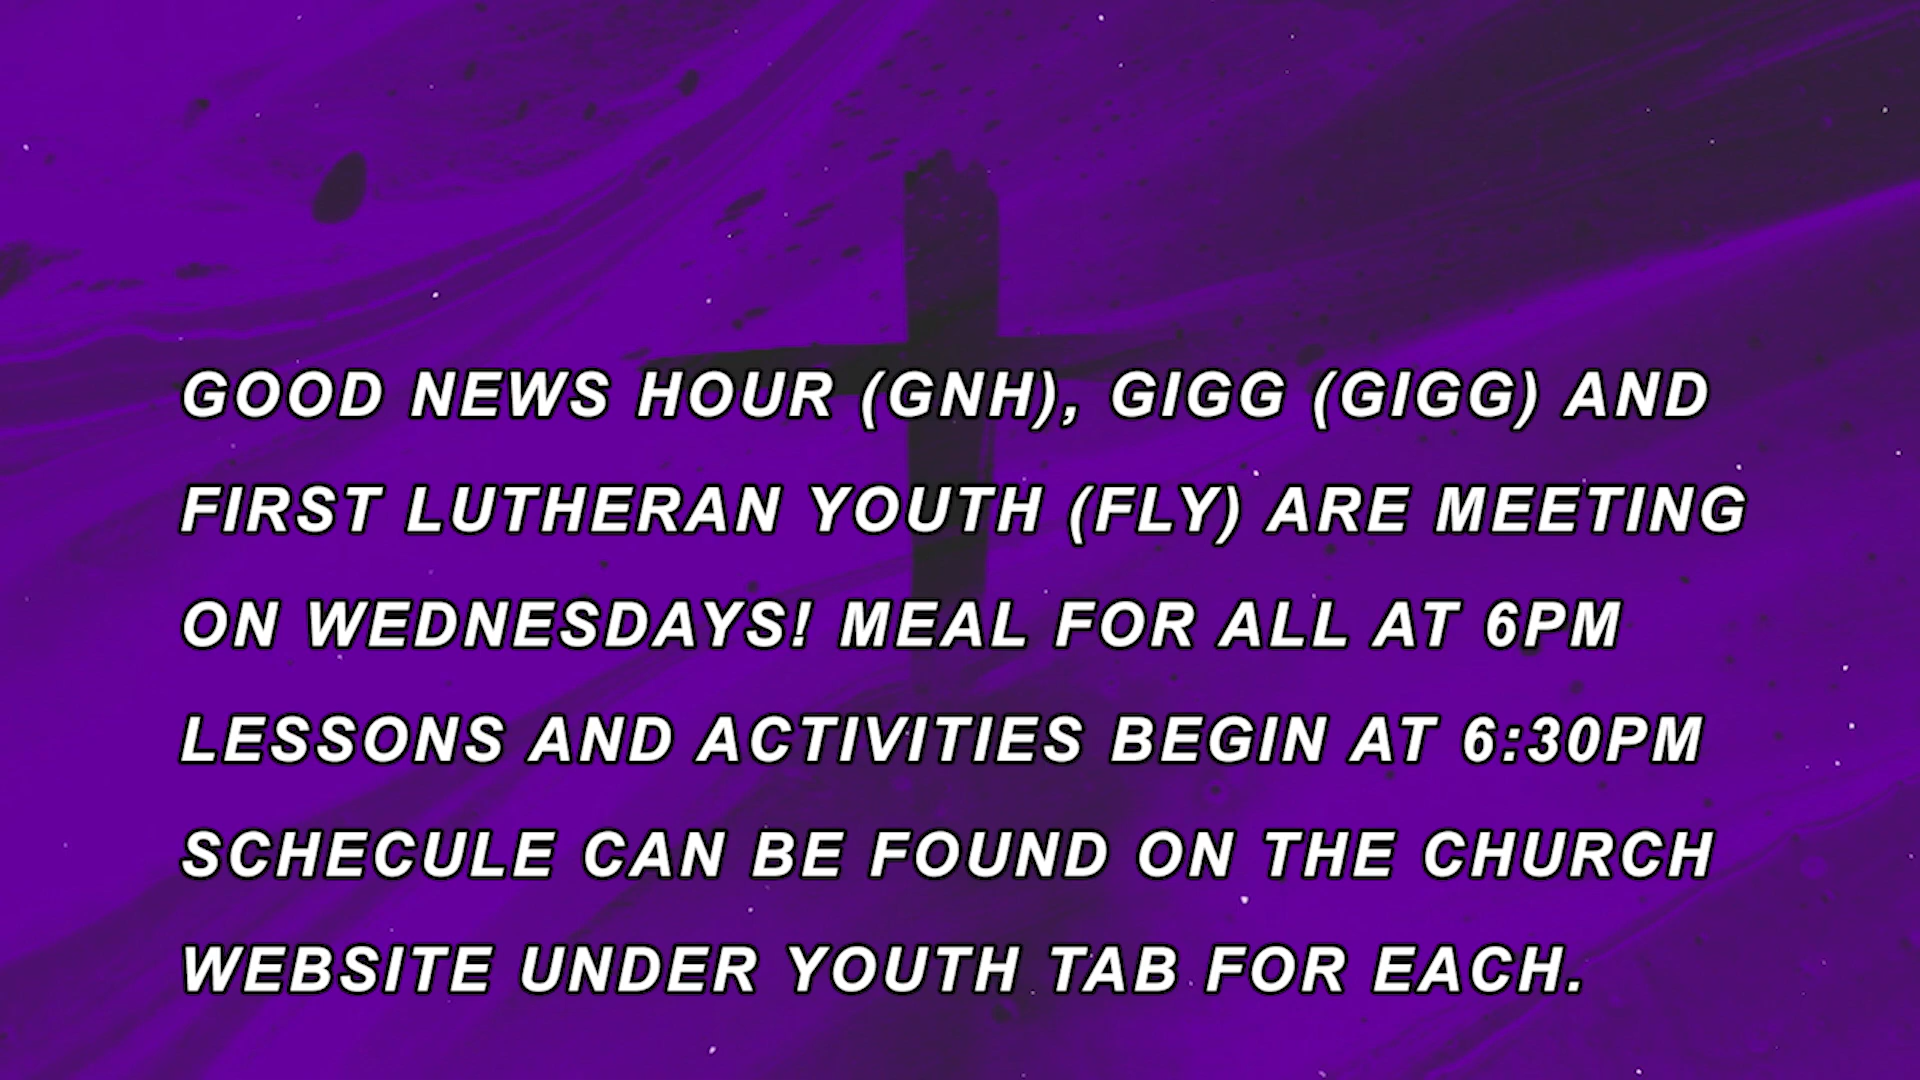 GOOD NEWS HOUR (GNH), GIGG (GIGG) AND
FIRST LUTHERAN YOUTH (FLY) ARE MEETING
ON WEDNESDAYS! MEAL FOR ALL AT 6PM
LESSONS AND ACTIVITIES BEGIN AT 6:30PM
SCHECULE CAN BE FOUND ON THE CHURCH
WEBSITE UNDER YOUTH TAB FOR EACH.